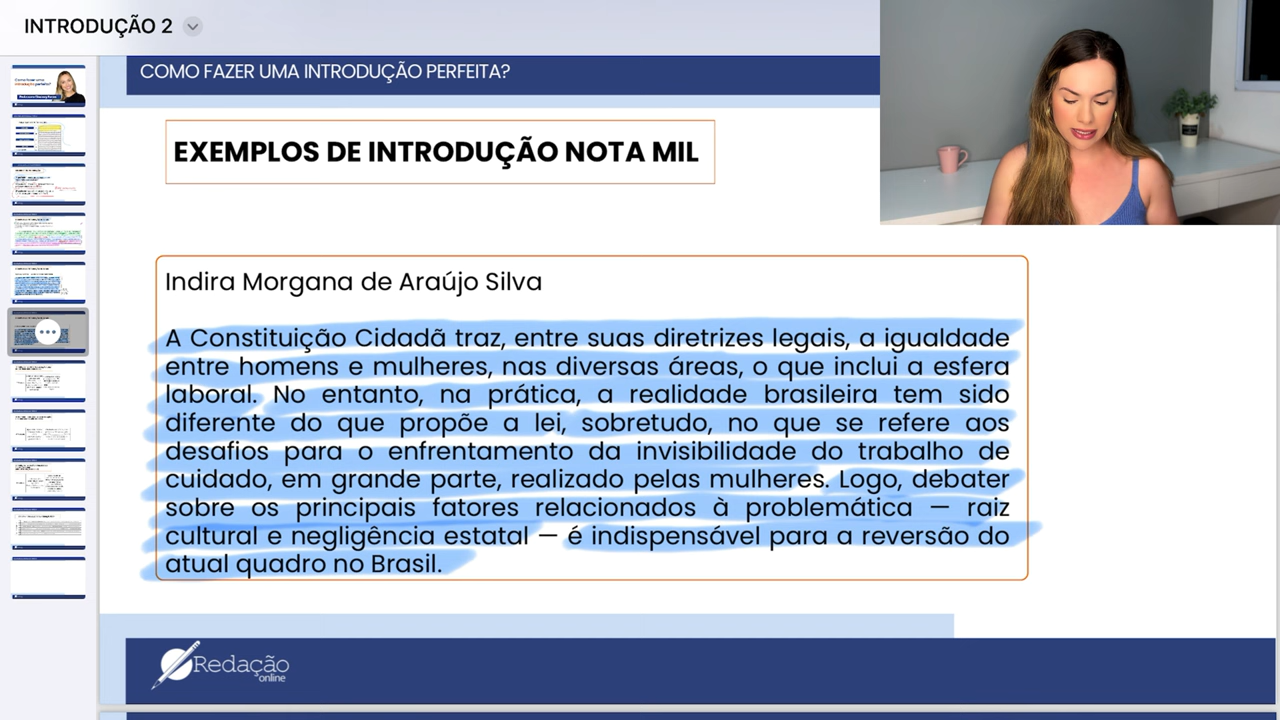 INTRODUÇÃO 2
COMO FAZER UMA INTRODUÇÃO PERFEITA?
EXEMPLOS DE INTRODUÇÃO NOTA MIL
Indira Morgana de Araújo Silva
A Constituição Cidadã traz, entre suas diretrizes legais, a igualdade
entre homens e mulheres, nas diversas áreas, o que inclui a esfera
laboral. No entanto, na prática, a realidade brasileira tem sido
diferente do que propõe a lei, sobretudo, no que se refere aos
desafios para o enfrentamento da invisibilidade do trabalho de
cuidado, em grande parte, realizado pelas mulheres. Logo, debater
sobre os principais fatores relacionados à problemática — raiz
cultural e negligência estatal — é indispensável para a reversão do
atual quadro no Brasil.
Redação
online